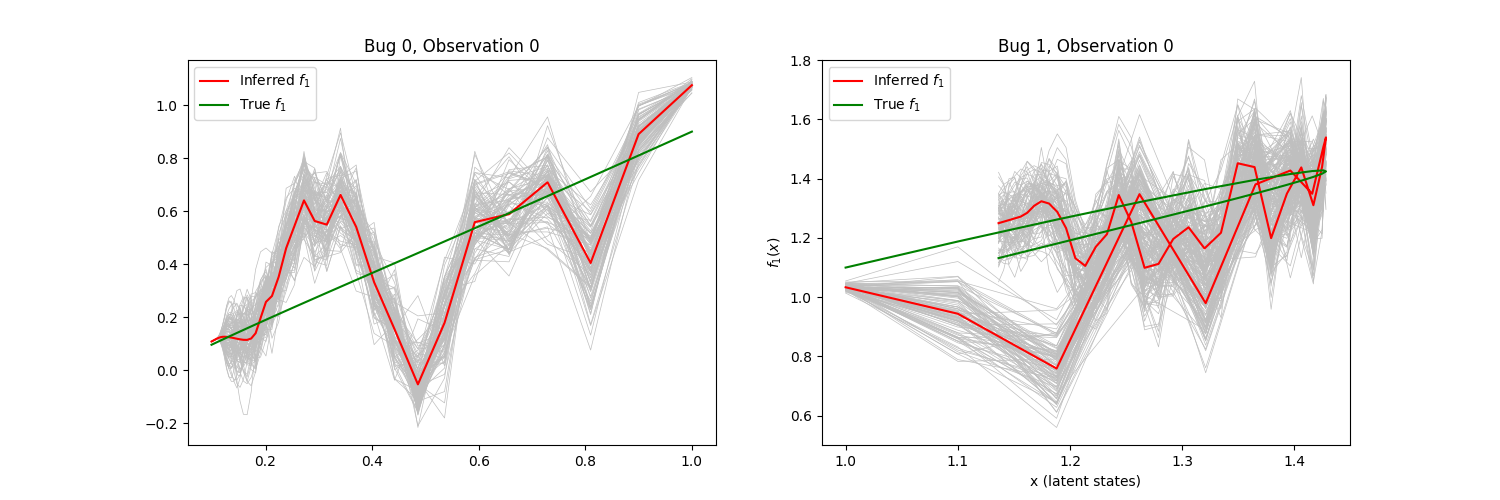 Bug 0, Observation 0
Inferred f₁
True f₁
1.0
0.8
0.6
0.4
0.2
0.0
−0.2
0.2 0.4 0.6 0.8 1.0
Bug 1, Observation 0
Inferred f₁
True f₁
f₁(x)
1.8
1.6
1.4
1.2
1.0
0.8
0.6
1.0 1.1 1.2 1.3 1.4
x (latent states)